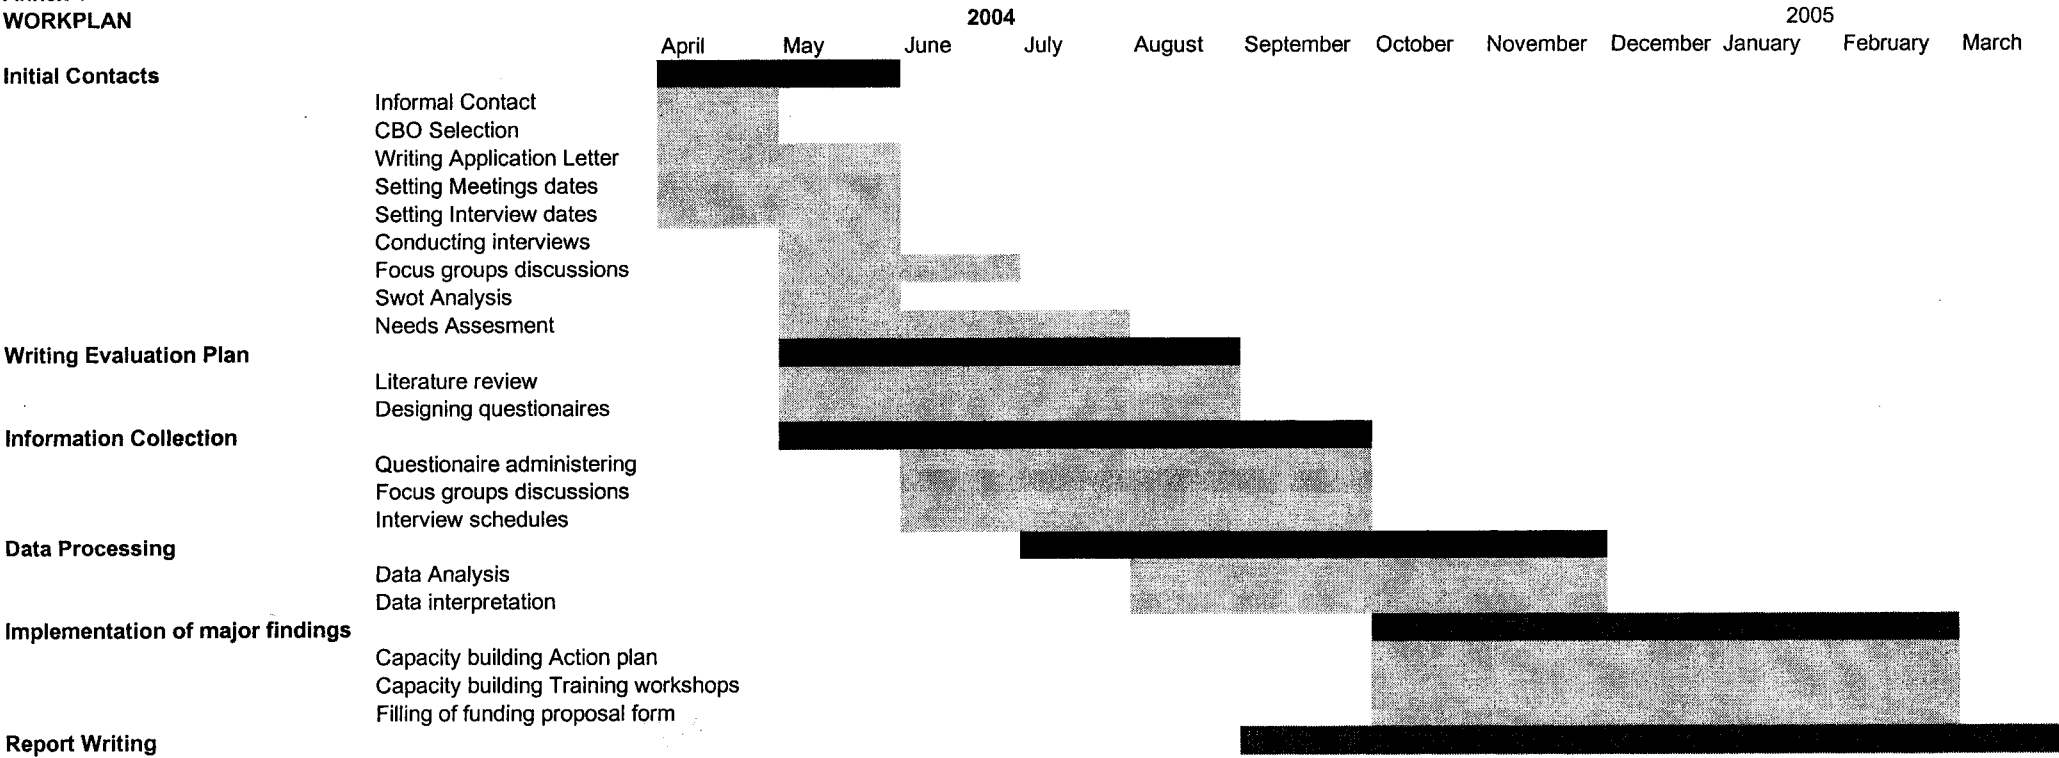 WORKPLAN 2004 2005
April May June July August September October November December January February March
Initial Contacts
Informal Contact
CBO Selection
Writing Application Letter
Setting Meetings dates
Setting Interview dates
Conducting interviews
Focus groups discussions
Swot Analysis
Needs Assesment
Writing Evaluation Plan
Literature review
Designing questionaires
Information Collection
Questionaire administering
Focus groups discussions
Interview schedules
Data Processing
Data Analysis
Data interpretation
Implementation of major findings
Capacity building Action plan
Capacity building Training workshops
Filling of funding proposal form
Report Writing